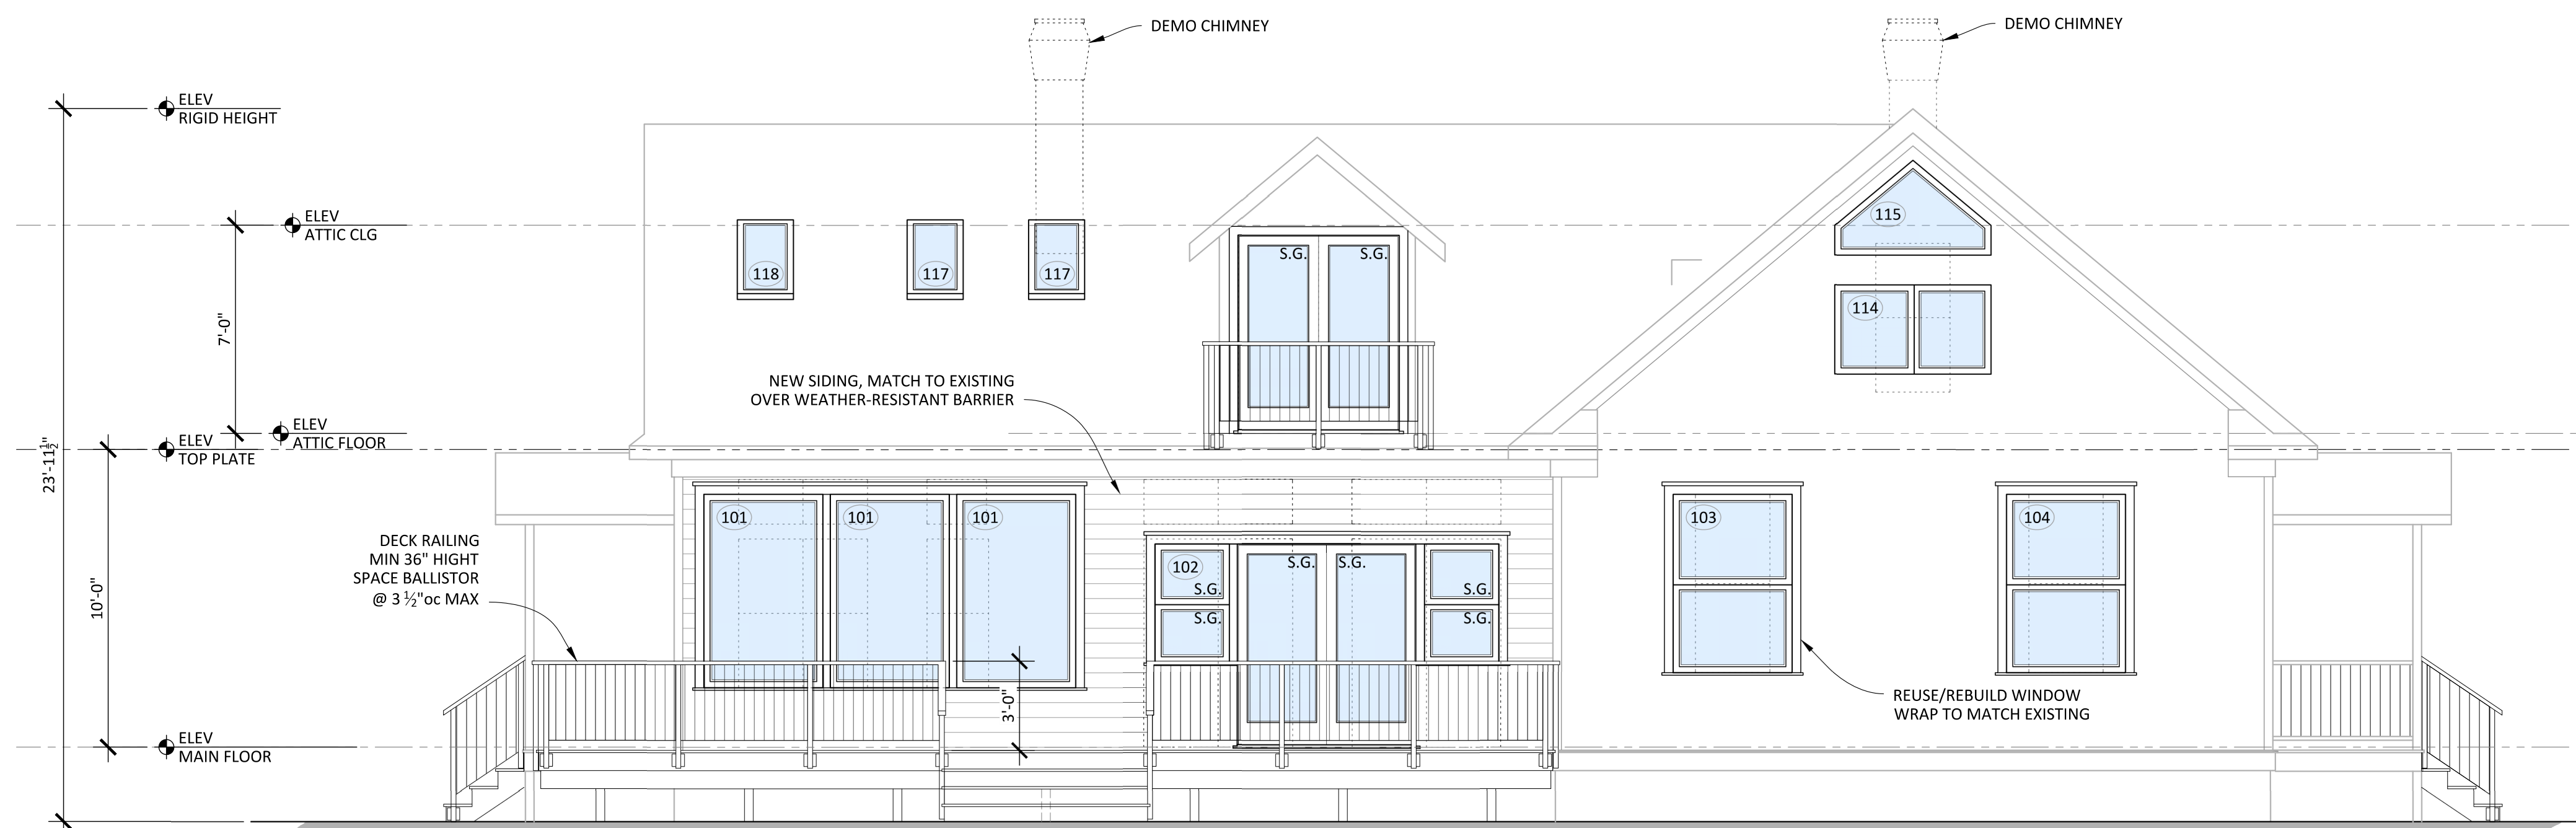 DEMO CHIMNEY
DEMO CHIMNEY
ELEV
RIGID HEIGHT
ELEV
ATTIC CLG
115
118
117
117
S.G.
S.G.
114
7'-0"
NEW SIDING, MATCH TO EXISTING
OVER WEATHER-RESISTANT BARRIER
ELEV
ATTIC FLOOR
ELEV
TOP PLATE
23'-11½"
101
101
101
103
104
DECK RAILING
MIN 36" HIGHT
SPACE BALLISTOR
@ 3 ½"oc MAX
10'-0"
102
S.G.
S.G.
S.G.
S.G.
S.G.
S.G.
3'-0"
REUSE/REBUILD WINDOW
WRAP TO MATCH EXISTING
ELEV
MAIN FLOOR